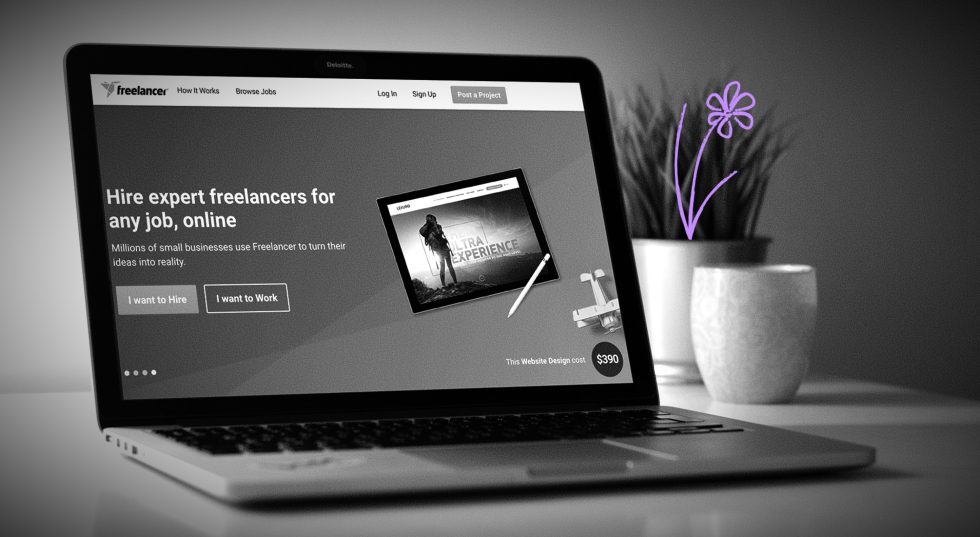 Deloitte.
freelancer How It Works Browse Jobs Log In Sign Up Post a Project
Hire expert freelancers for
any job, online
Millions of small businesses use Freelancer to turn their
ideas into reality.
I want to Hire I want to Work
ULTRA
EXPERIENCE
This Website Design cost $390